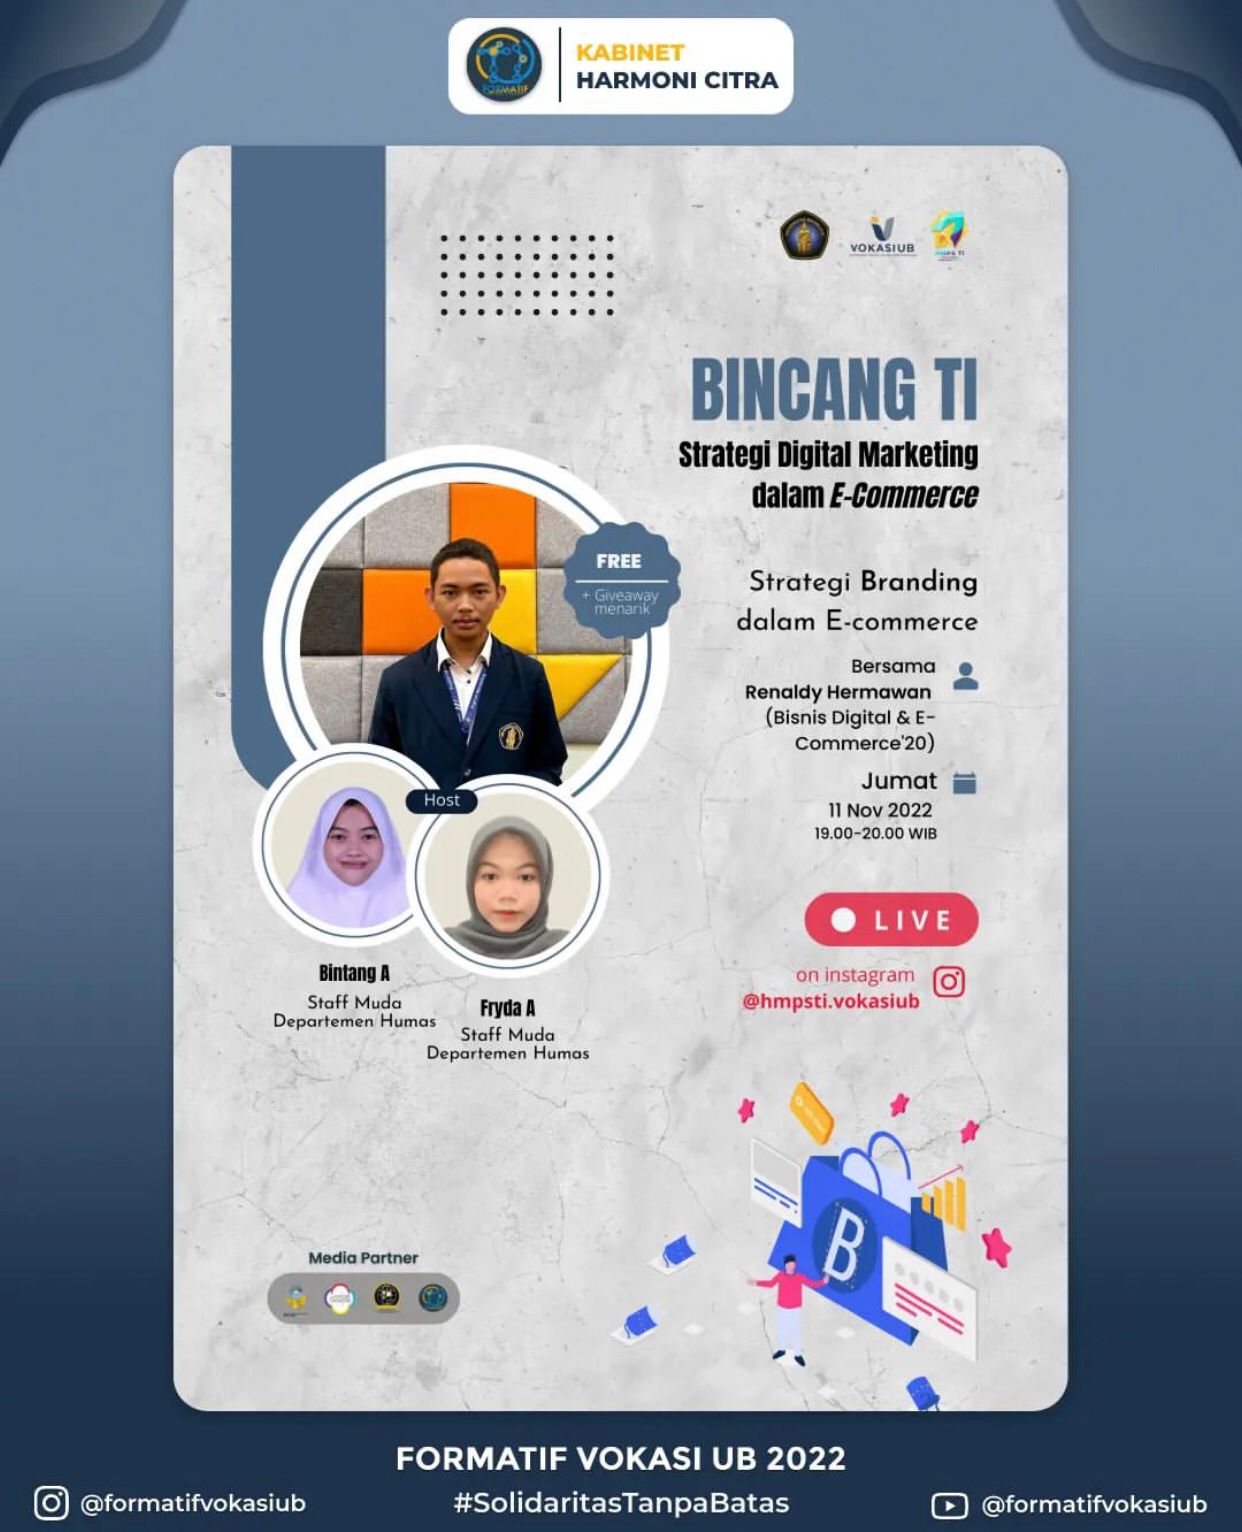 FORMATIF
KABINET
HARMONI CITRA
VOKASIUB
BINCANG TI
Strategi Digital Marketing
dalam E-Commerce
FREE
+ Giveaway
menarik
Strategi Branding
dalam E-commerce
Bersama
Renaldy Hermawan
(Bisnis Digital & E-
Commerce'20)
Jumat
11 Nov 2022
19.00-20.00 WIB
Host
LIVE
on instagram
@hmpsti.vokasiub
Bintang A
Staff Muda
Departemen Humas
Fryda A
Staff Muda
Departemen Humas
B
Media Partner
FORMATIF VOKASI UB 2022
@formatifvokasiub
#SolidaritasTanpaBatas
@formatifvokasiub